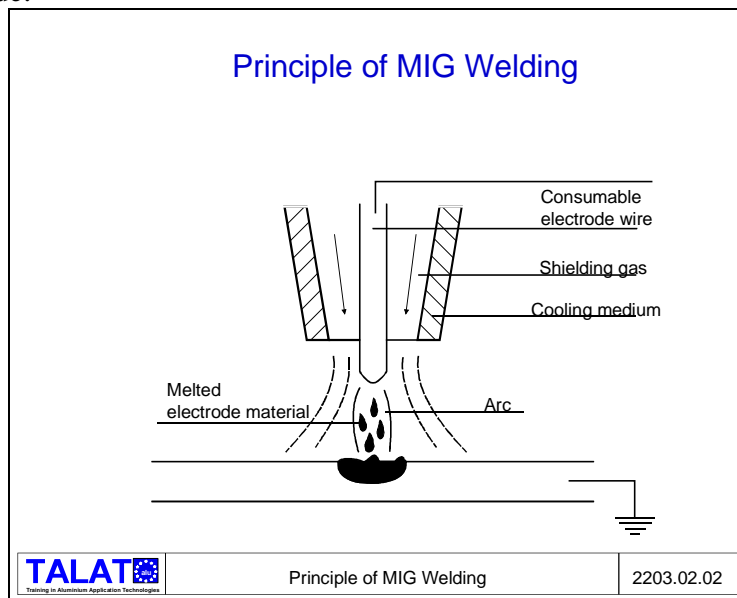 Principle of MIG Welding
Consumable
electrode wire
Shielding gas
Cooling medium
Melted
electrode material
Arc
TALAT
alu
Training in Aluminium Application Technologies
Principle of MIG Welding
2203.02.02